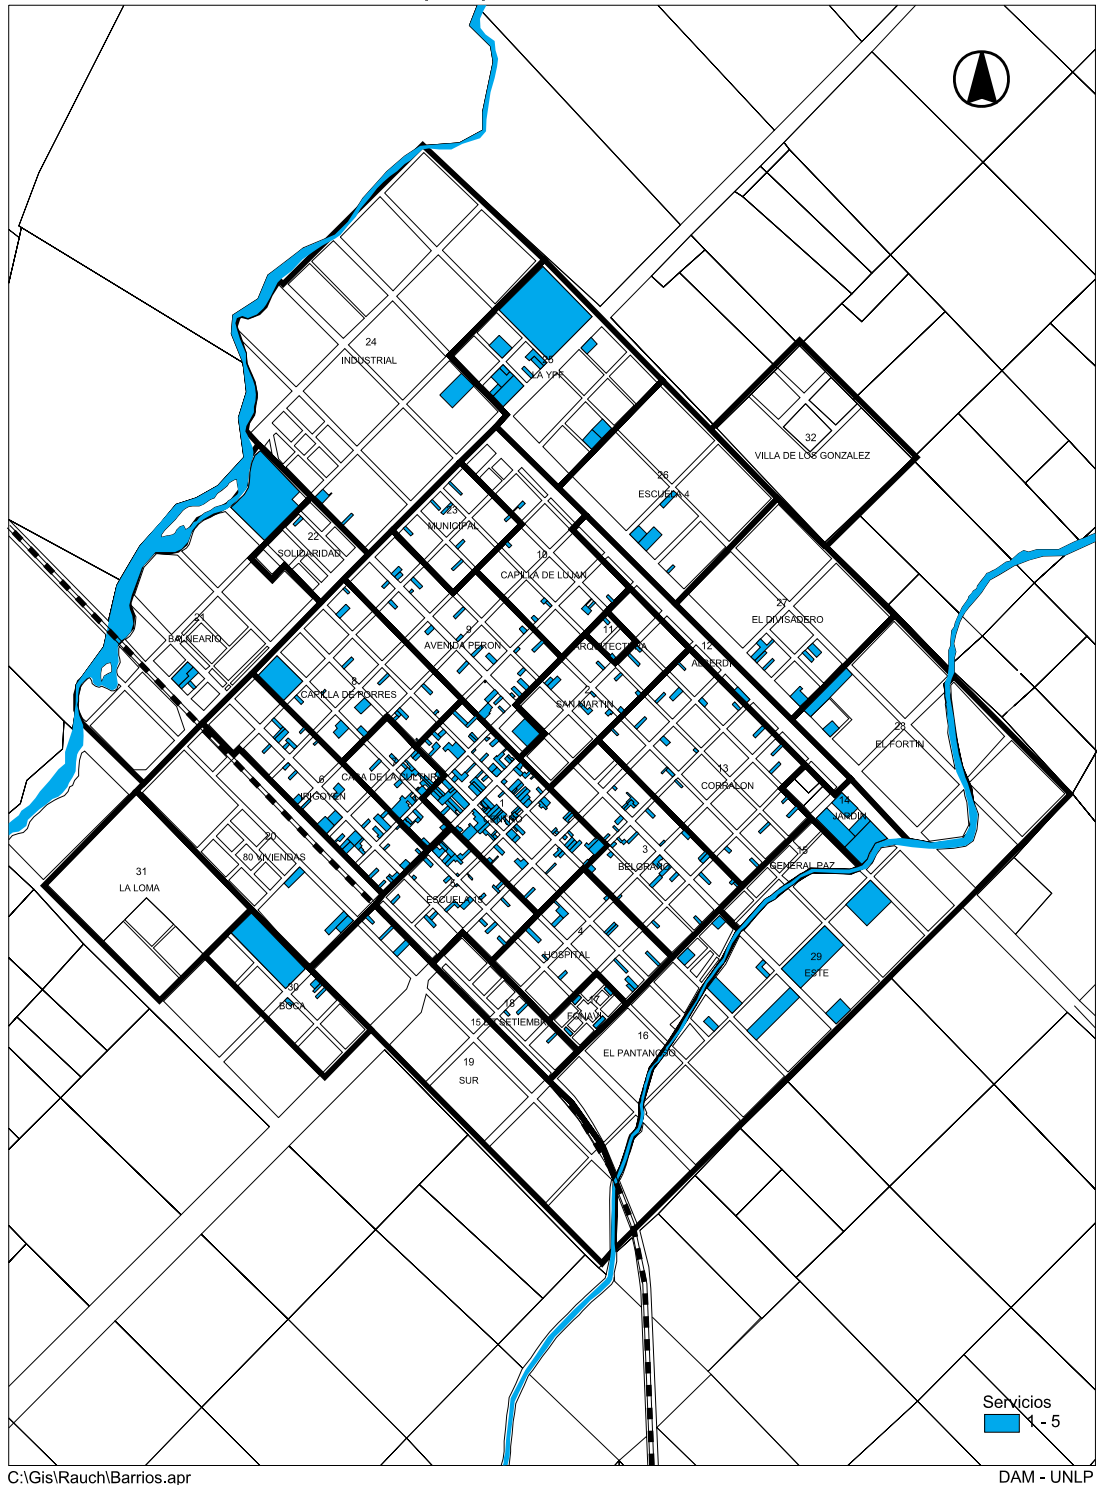 24
INDUSTRIAL
25
LA YPF
32
VILLA DE LOS GONZALEZ
26
ESCUELA 4
23
MUNICIPAL
22
SOLIDARIDAD
10
CAPILLA DE LUJAN
27
EL DIVISADERO
21
BALNEARIO
9
AVENIDA PERON
11
ARQUITECTURA
12
ALBERDI
8
CAPILLA DE PORRES
2
SAN MARTIN
28
EL FORTIN
6
IRIGOYEN
CASA DE LA CULTURA
13
CORRALON
1
CENTRO
14
JARDIN
20
80 VIVIENDAS
3
BELGRANO
15
GENERAL PAZ
31
LA LOMA
5
ESCUELA 15
4
HOSPITAL
29
ESTE
30
BOCA
18
15 DE SETIEMBRE
FONAVI
16
EL PANTANOSO
19
SUR
Servicios
1 - 5
C:\Gis\Rauch\Barrios.apr
DAM - UNLP